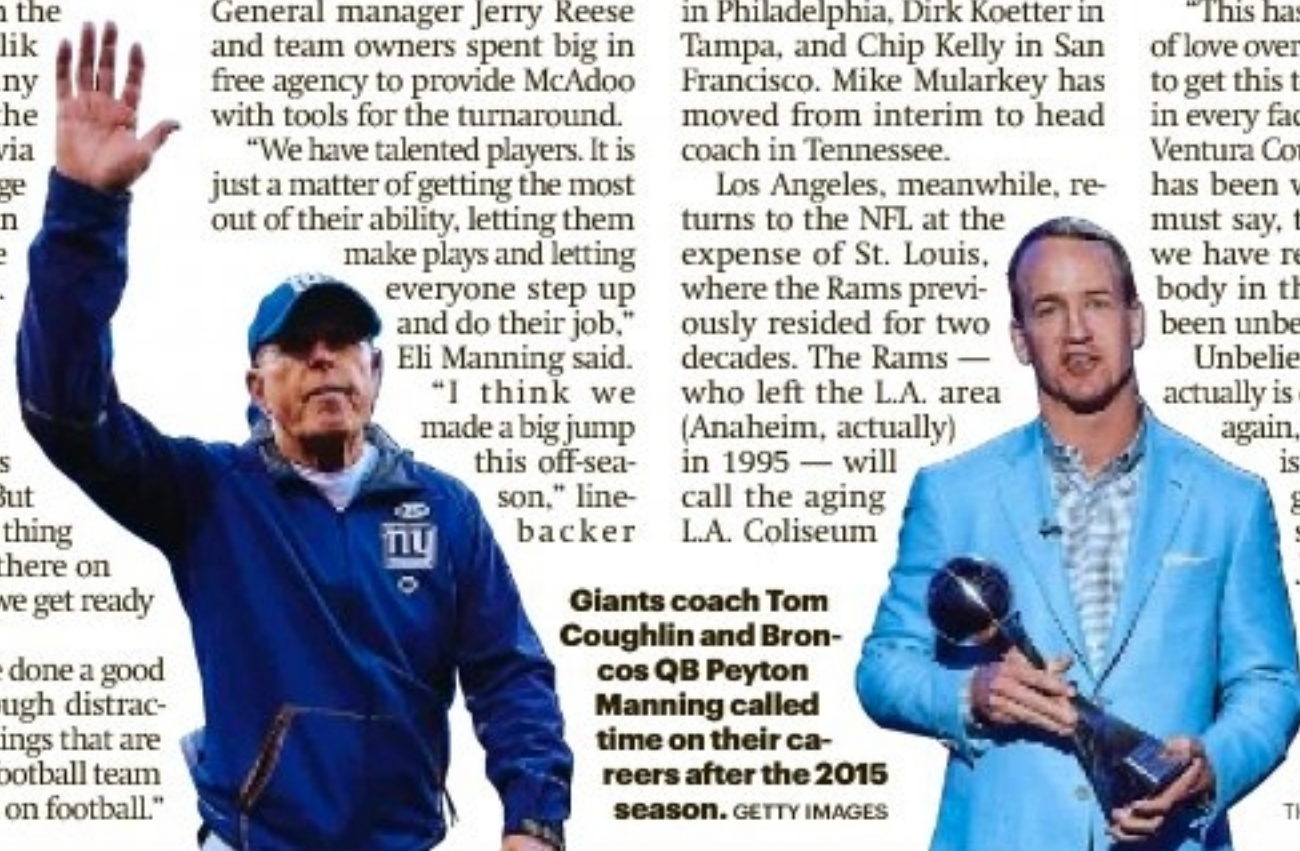 n the
lik
ny
the
via
ge
n
e
.
s
But
thing
there on
we get ready
e done a good
ugh distrac-
ings that are
ootball team
on football.”
General manager Jerry Reese
and team owners spent big in
free agency to provide McAdoo
with tools for the turnaround.
“We have talented players. It is
just a matter of getting the most
out of their ability, letting them
make plays and letting
everyone step up
and do their job,”
Eli Manning said.
“I think we
made a big jump
this off-sea-
son,” line-
backer
ny
Giants coach Tom
Coughlin and Bron-
cos QB Peyton
Manning called
time on their ca-
reers after the 2015
season. GETTY IMAGES
in Philadelphia, Dirk Koetter in
Tampa, and Chip Kelly in San
Francisco. Mike Mularkey has
moved from interim to head
coach in Tennessee.
Los Angeles, meanwhile, re-
turns to the NFL at the
expense of St. Louis,
where the Rams previ-
ously resided for two
decades. The Rams —
who left the L.A. area
(Anaheim, actually)
in 1995 — will
call the aging
L.A. Coliseum
“This has
of love over
to get this t
in every fac
Ventura Cou
has been v
must say, t
we have re
body in th
been unbe
Unbelie
actually is
again,
is
g
s
TH